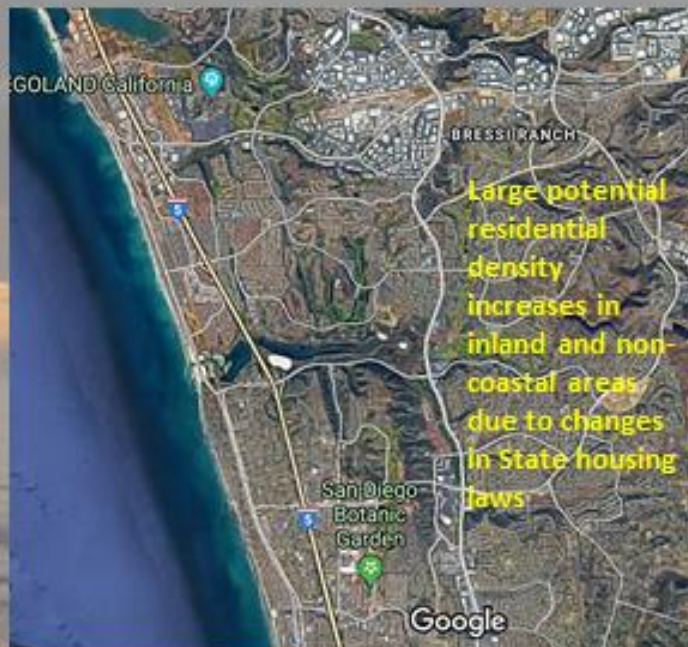 EGOLAND California
BRESSI RANCH
5
Large potential
residential
density
increases in
inland and non-
coastal areas
due to changes
in State housing
laws
San Diego
Botanic
Garden
5
Google